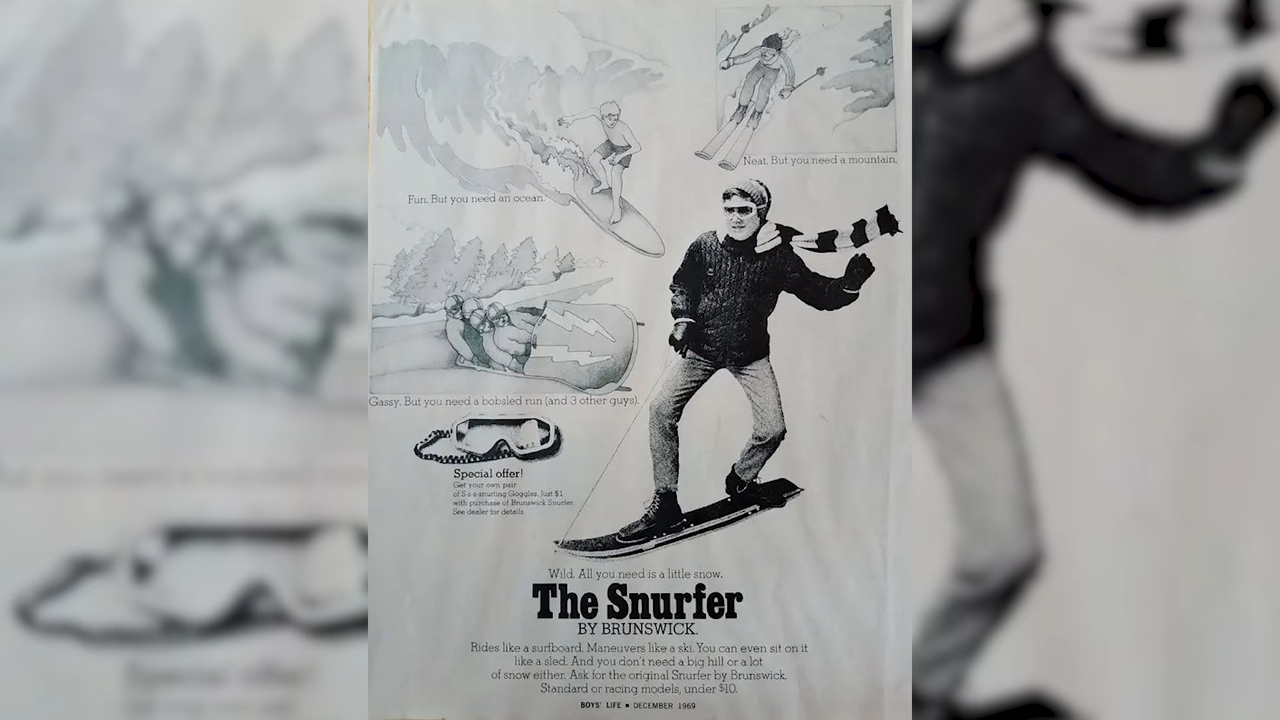 Neat. But you need a mountain.
Fun. But you need an ocean.
Gassy. But you need a bobsled run (and 3 other guys).
Special offer!
Get your own pair
of S-s-s-snurfing Goggles. Just $1
with purchase of Brunswick Snurfer.
See dealer for details.
Wild. All you need is a little snow.
The Snurfer
BY BRUNSWICK.
Rides like a surfboard. Maneuvers like a ski. You can even sit on it
like a sled. And you don't need a big hill or a lot
of snow either. Ask for the original Snurfer by Brunswick.
Standard or racing models, under $10.
BOYS' LIFE ■ DECEMBER 1969